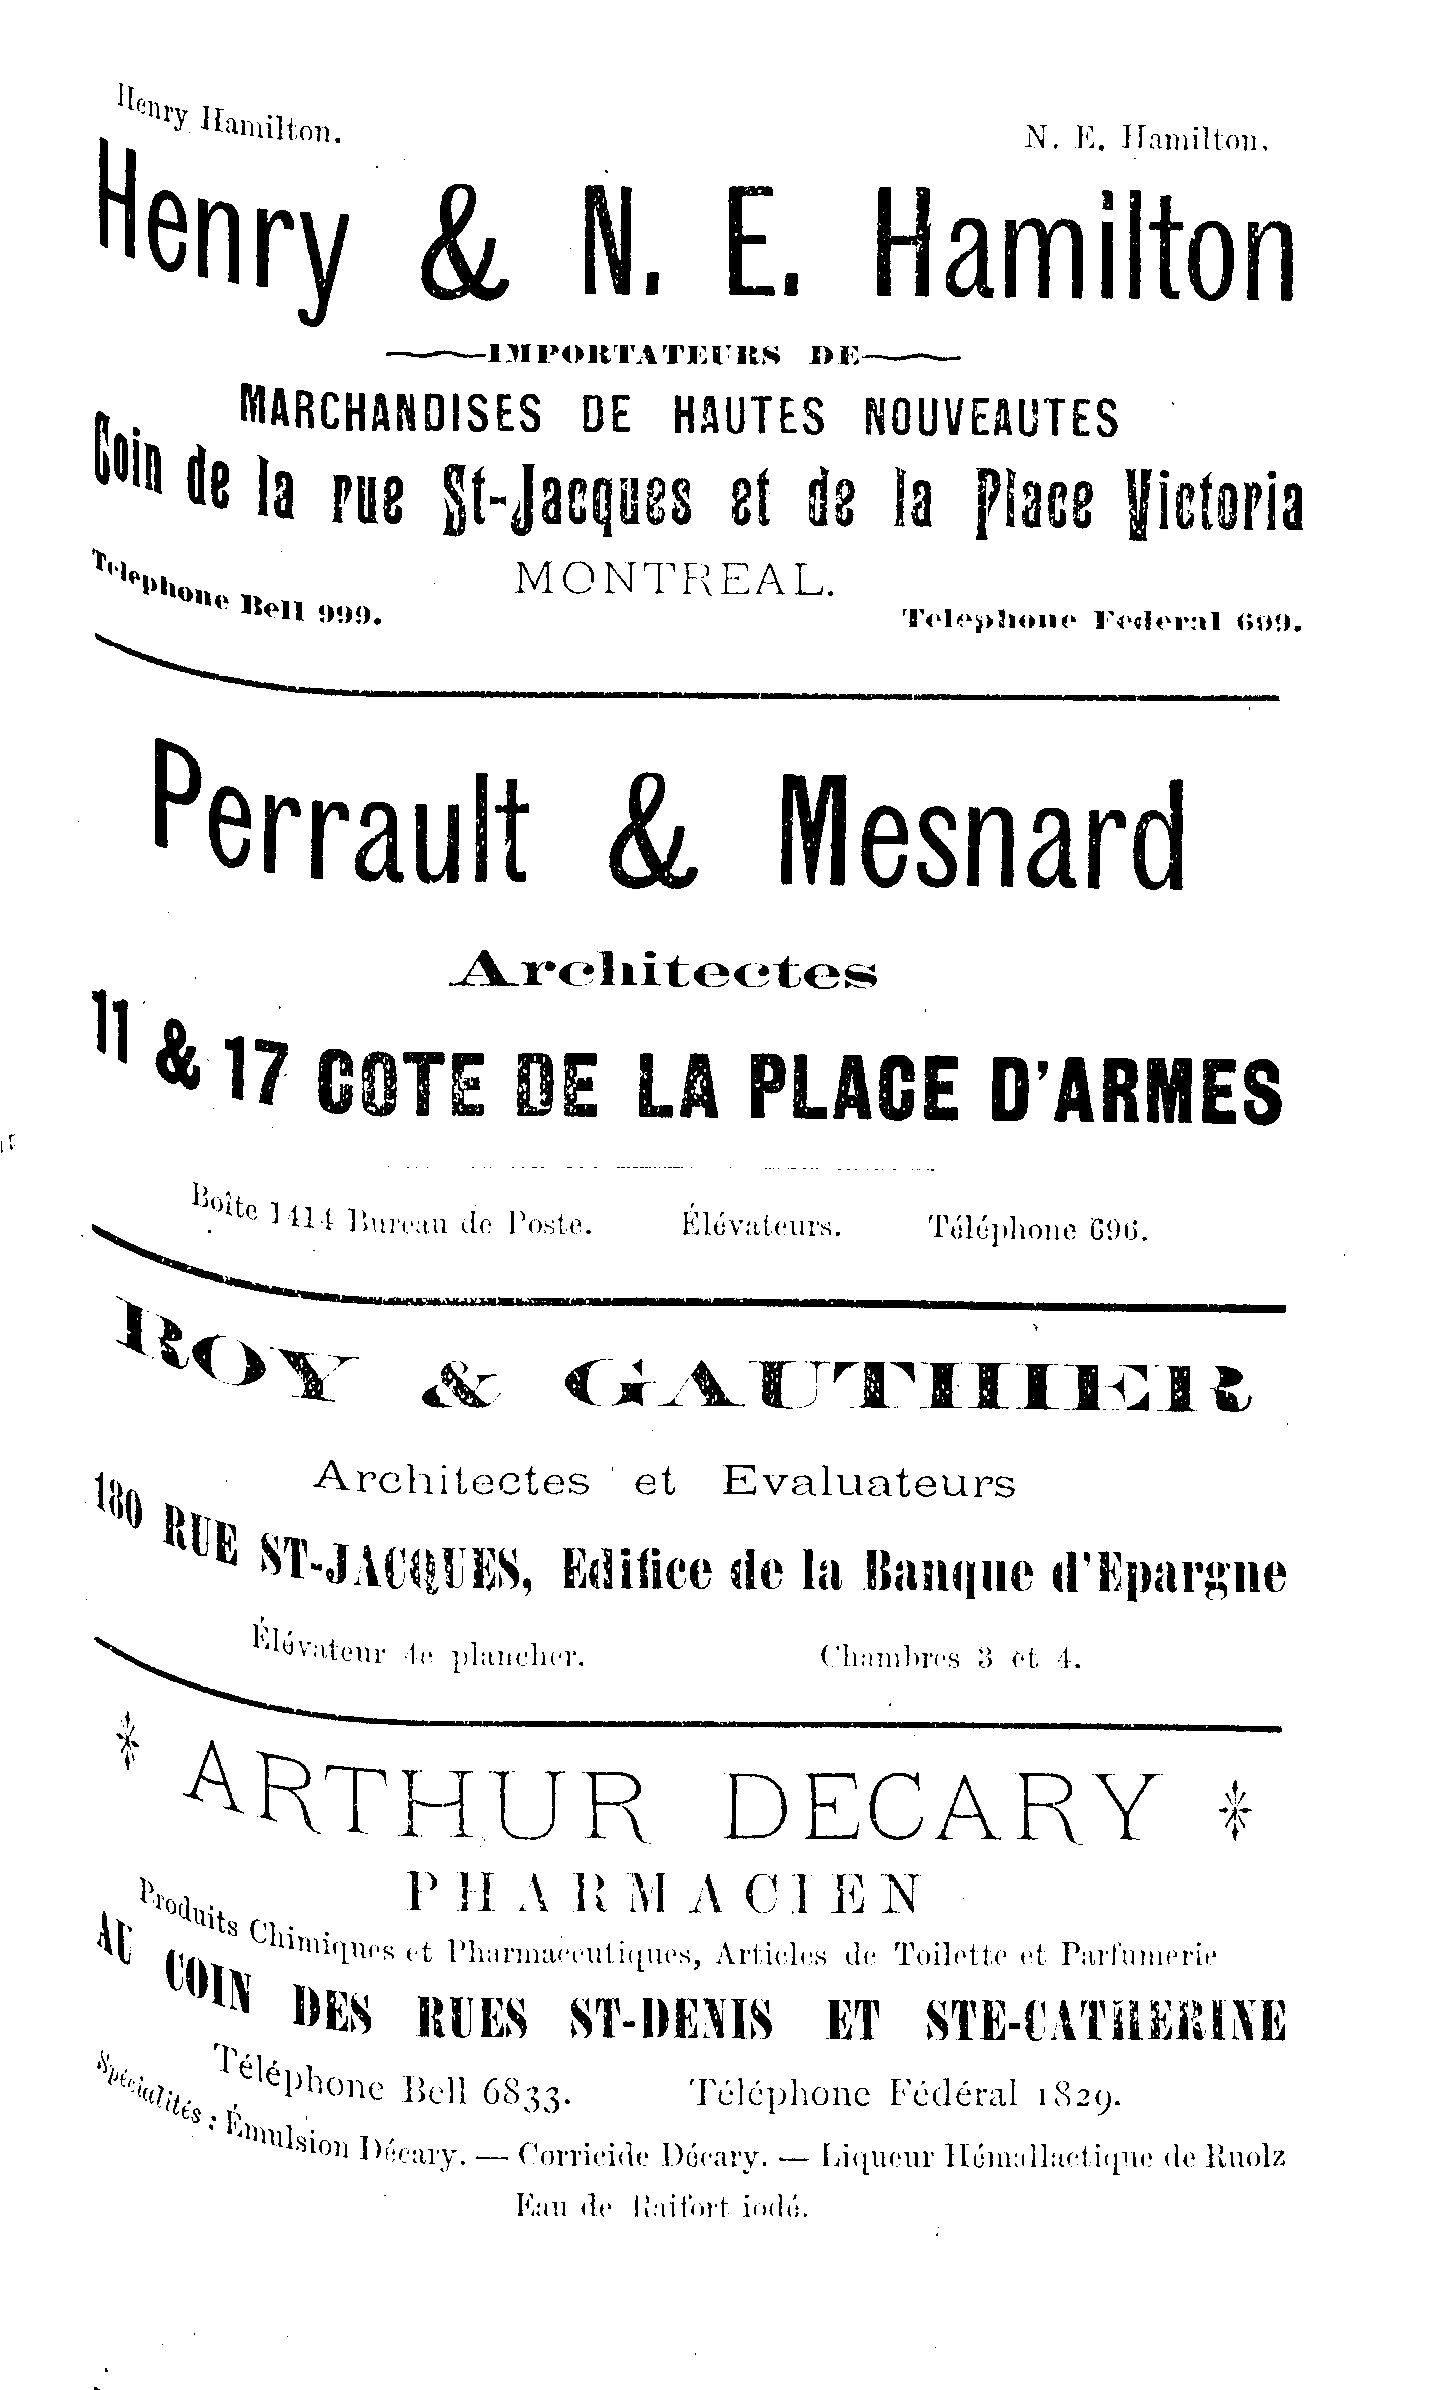 Henry Hamilton. N. E. Hamilton.
Henry & N. E. Hamilton
IMPORTATEURS DE
MARCHANDISES DE HAUTES NOUVEAUTES
Coin de la rue St-Jacques et de la Place Victoria
MONTREAL.
Telephone Bell 999. Telephone Federal 699.
Perrault & Mesnard
Architectes
11 & 17 COTE DE LA PLACE D'ARMES
Boîte 1414 Bureau de Poste. Élévateurs. Téléphone 696.
ROY & GAUTHIER
Architectes et Evaluateurs
180 RUE ST-JACQUES, Edifice de la Banque d'Epargne
Élévateur 4e plancher. Chambres 3 et 4.
ARTHUR DECARY
PHARMACIEN
Produits Chimiques et Pharmaceutiques, Articles de Toilette et Parfumerie
AU COIN DES RUES ST-DENIS ET STE-CATHERINE
Téléphone Bell 6833. Téléphone Fédéral 1829.
Spécialités : Émulsion Décary. — Corricide Décary. — Liqueur Hémallactique de Ruolz
Eau de Raifort iodé.